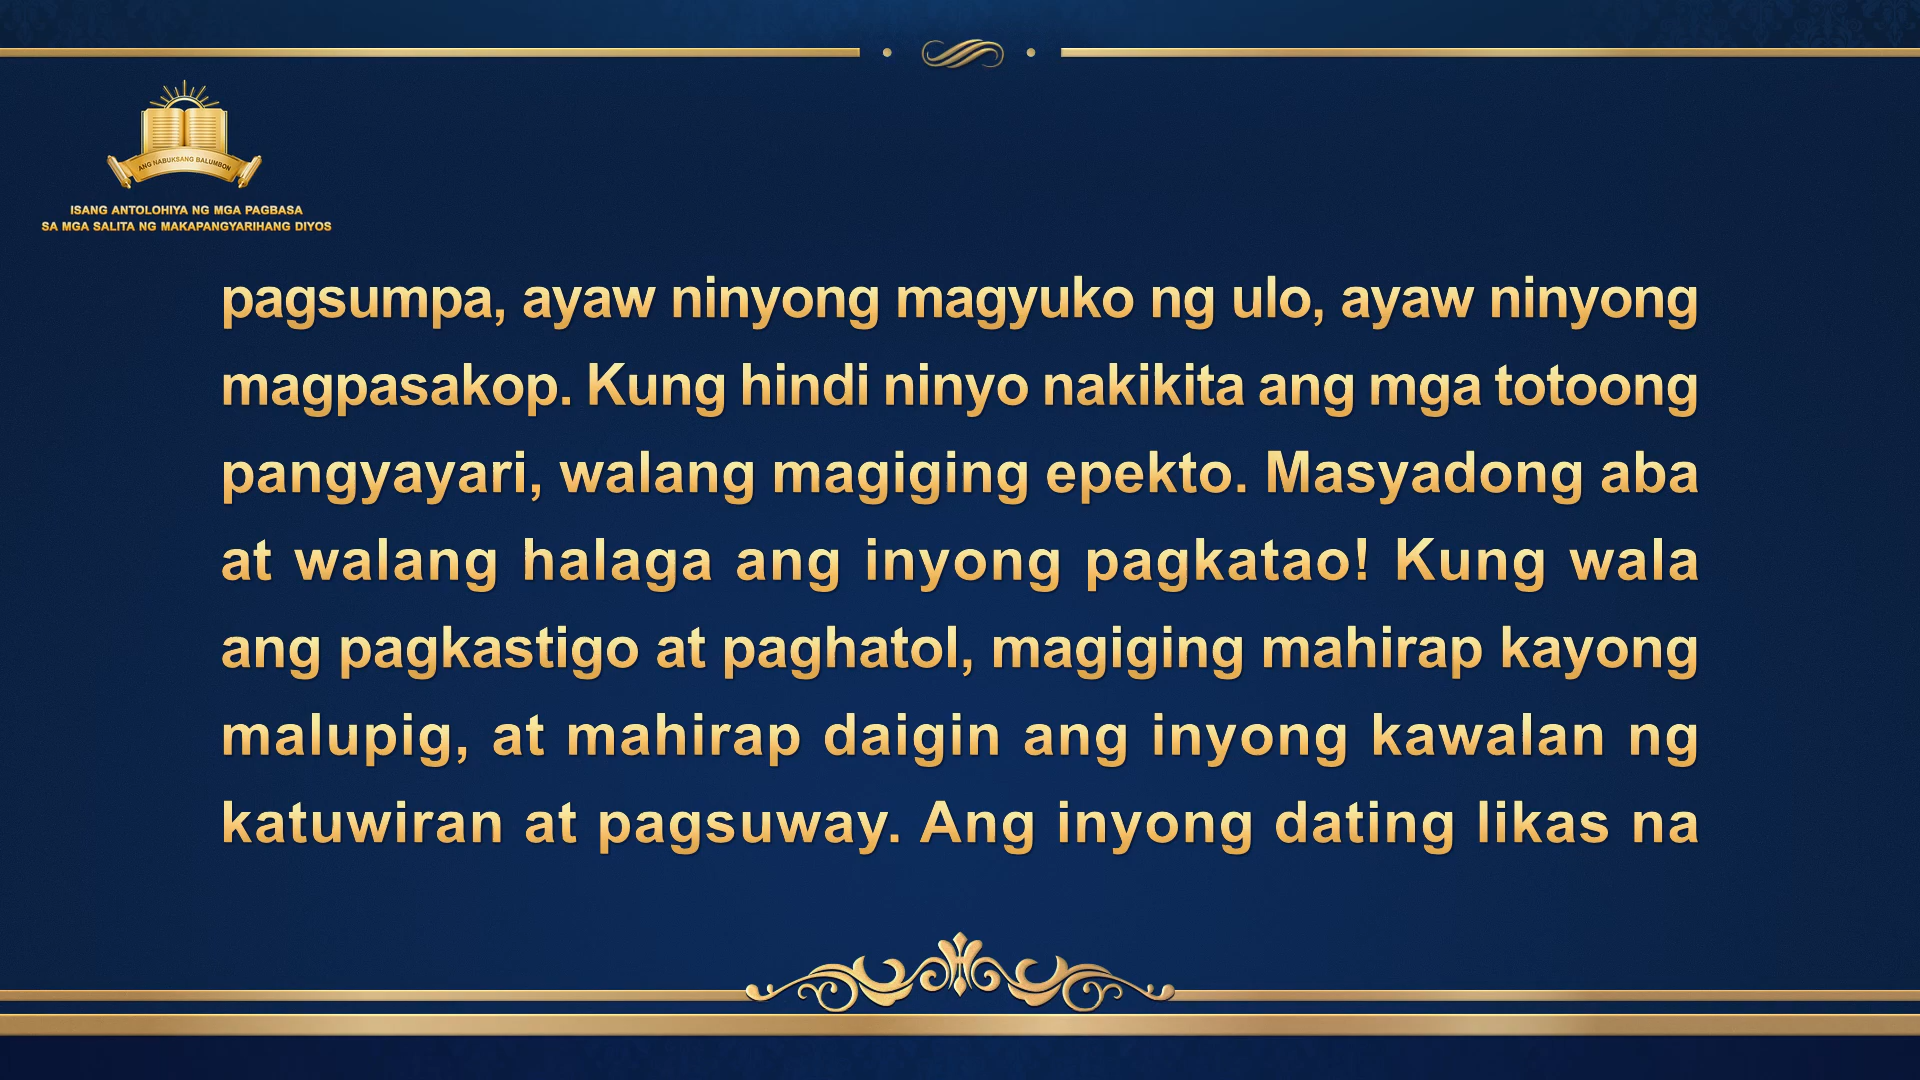 ANG NABUKSANG BALUMBON
ISANG ANTOLOHIYA NG MGA PAGBASA
SA MGA SALITA NG MAKAPANGYARIHANG DIYOS
pagsumpa, ayaw ninyong magyuko ng ulo, ayaw ninyong
magpasakop. Kung hindi ninyo nakikita ang mga totoong
pangyayari, walang magiging epekto. Masyadong aba
at walang halaga ang inyong pagkatao! Kung wala
ang pagkastigo at paghatol, magiging mahirap kayong
malupig, at mahirap daigin ang inyong kawalan ng
katuwiran at pagsuway. Ang inyong dating likas na